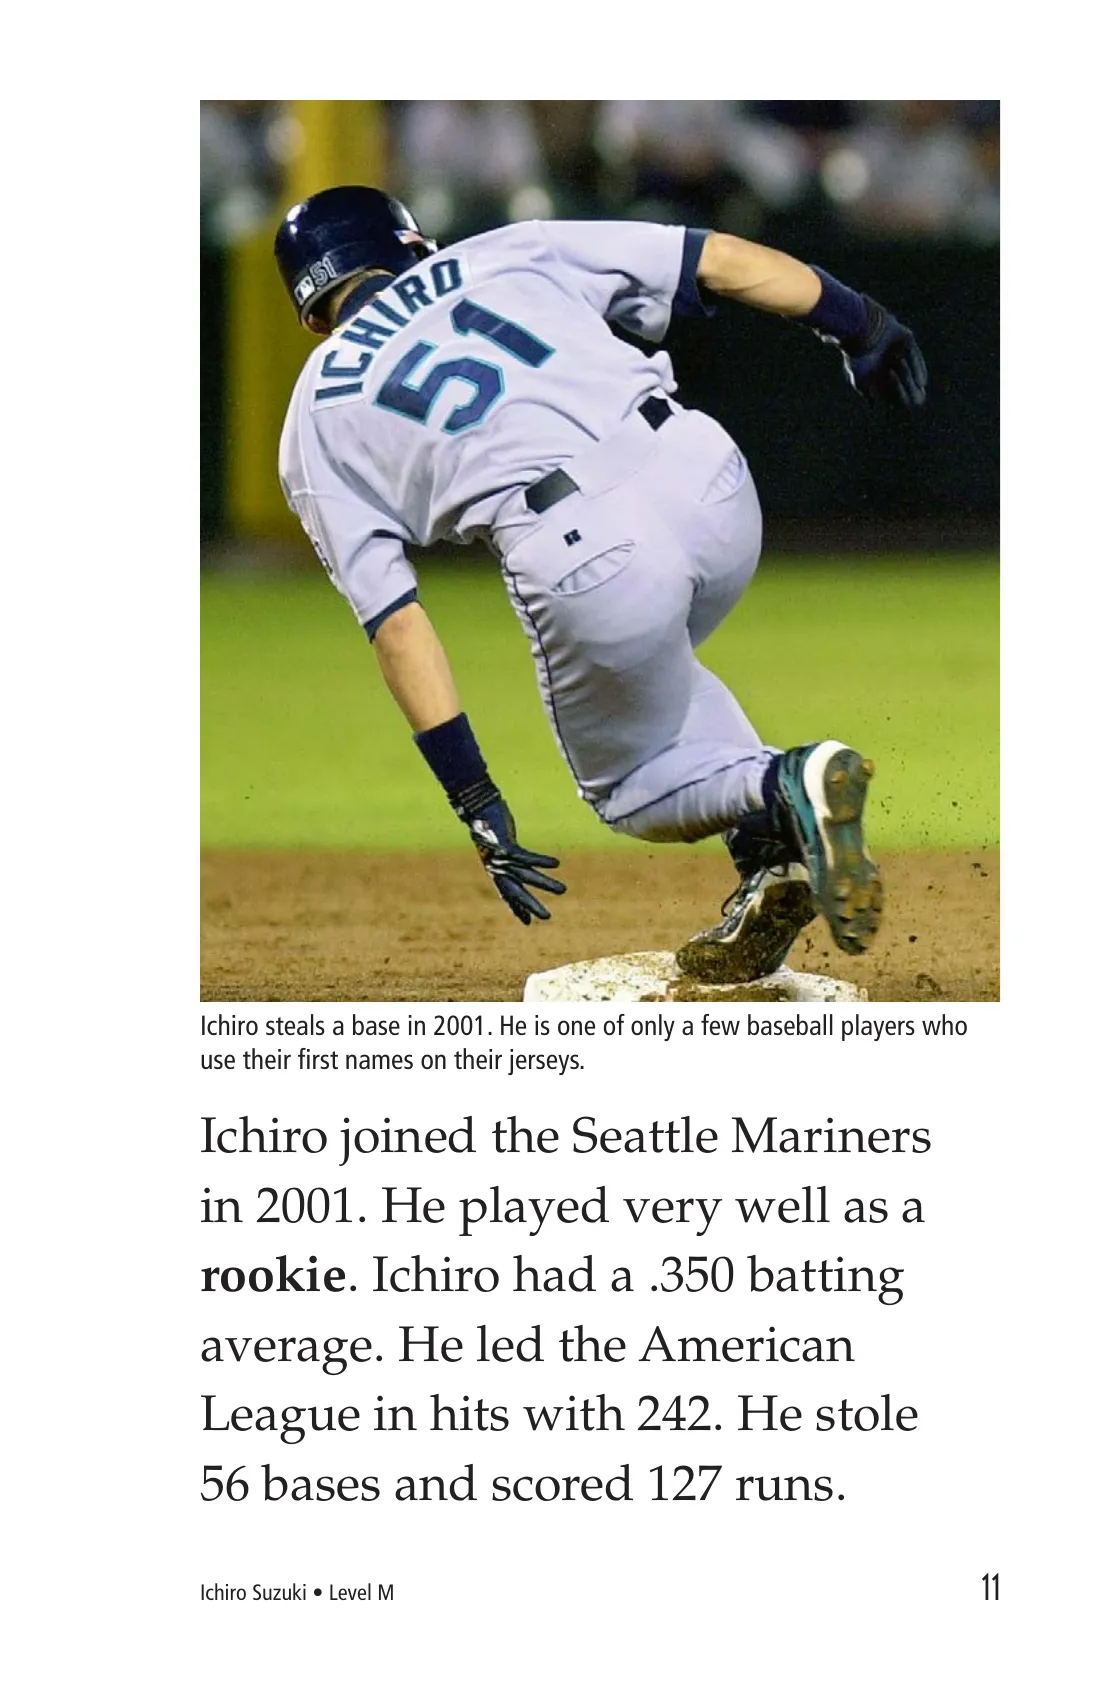 51
ICHIRO
51
Ichiro steals a base in 2001. He is one of only a few baseball players who
use their first names on their jerseys.
Ichiro joined the Seattle Mariners
in 2001. He played very well as a
rookie. Ichiro had a .350 batting
average. He led the American
League in hits with 242. He stole
56 bases and scored 127 runs.
Ichiro Suzuki • Level M 11